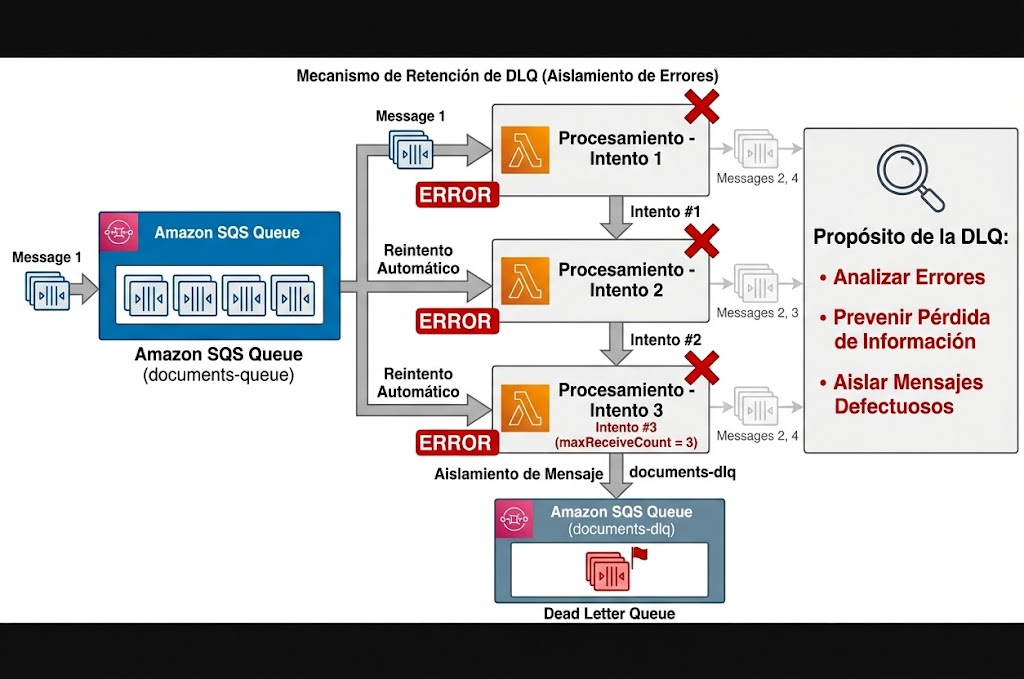 Mecanismo de Retención de DLQ (Aislamiento de Errores)
Message 1
Amazon SQS Queue
Amazon SQS Queue
(documents-queue)
Message 1
Procesamiento -
Intento 1
ERROR
Messages 2, 4
Intento #1
Reintento
Automático
Procesamiento -
Intento 2
ERROR
Messages 2, 3
Intento #2
Reintento
Automático
Procesamiento -
Intento 3
Intento #3
(maxReceiveCount = 3)
ERROR
Messages 2, 4
Aislamiento de Mensaje
documents-dlq
Amazon SQS Queue
(documents-dlq)
Dead Letter Queue
Propósito de la DLQ:
• Analizar Errores
• Prevenir Pérdida
de Información
• Aislar Mensajes
Defectuosos